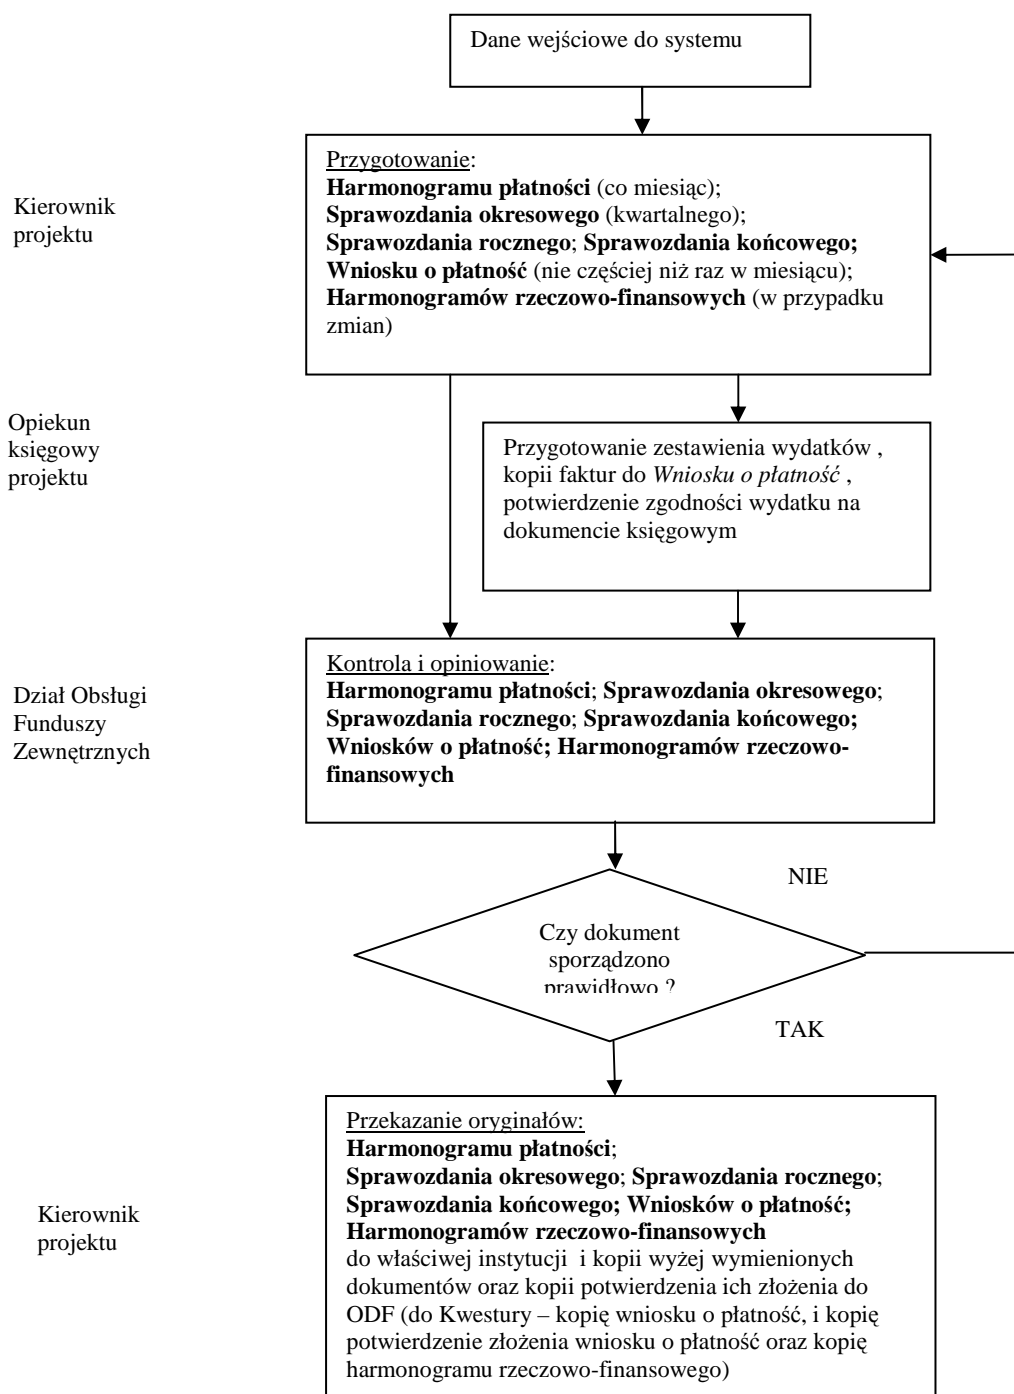 Dane wejściowe do systemu
Kierownik
projektu
Przygotowanie:
Harmonogramu płatności (co miesiąc);
Sprawozdania okresowego (kwartalnego);
Sprawozdania rocznego; Sprawozdania końcowego;
Wniosku o płatność (nie częściej niż raz w miesiącu);
Harmonogramów rzeczowo-finansowych (w przypadku
zmian)
Opiekun
księgowy
projektu
Przygotowanie zestawienia wydatków ,
kopii faktur do Wniosku o płatność ,
potwierdzenie zgodności wydatku na
dokumencie księgowym
Dział Obsługi
Funduszy
Zewnętrznych
Kontrola i opiniowanie:
Harmonogramu płatności; Sprawozdania okresowego;
Sprawozdania rocznego; Sprawozdania końcowego;
Wniosków o płatność; Harmonogramów rzeczowo-
finansowych
NIE
Czy dokument
sporządzono
prawidłowo ?
TAK
Kierownik
projektu
Przekazanie oryginałów:
Harmonogramu płatności;
Sprawozdania okresowego; Sprawozdania rocznego;
Sprawozdania końcowego; Wniosków o płatność;
Harmonogramów rzeczowo-finansowych
do właściwej instytucji i kopii wyżej wymienionych
dokumentów oraz kopii potwierdzenia ich złożenia do
ODF (do Kwestury – kopię wniosku o płatność, i kopię
potwierdzenie złożenia wniosku o płatność oraz kopię
harmonogramu rzeczowo-finansowego)